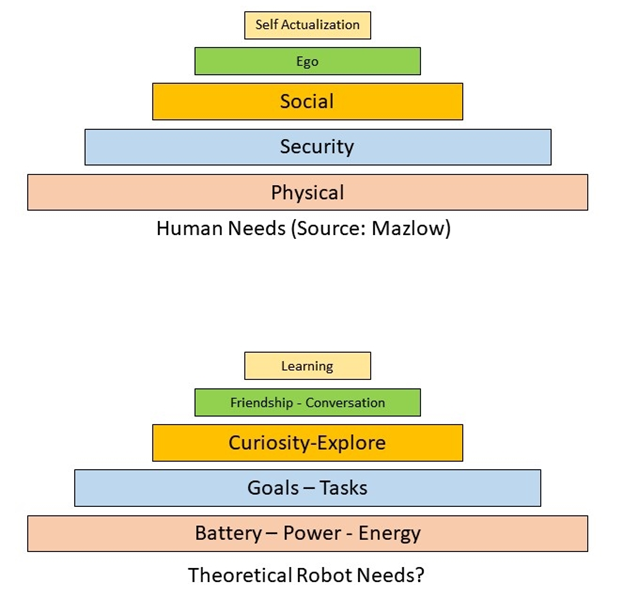 Self Actualization
Ego
Social
Security
Physical
Human Needs (Source: Mazlow)
Learning
Friendship - Conversation
Curiosity-Explore
Goals – Tasks
Battery – Power - Energy
Theoretical Robot Needs?